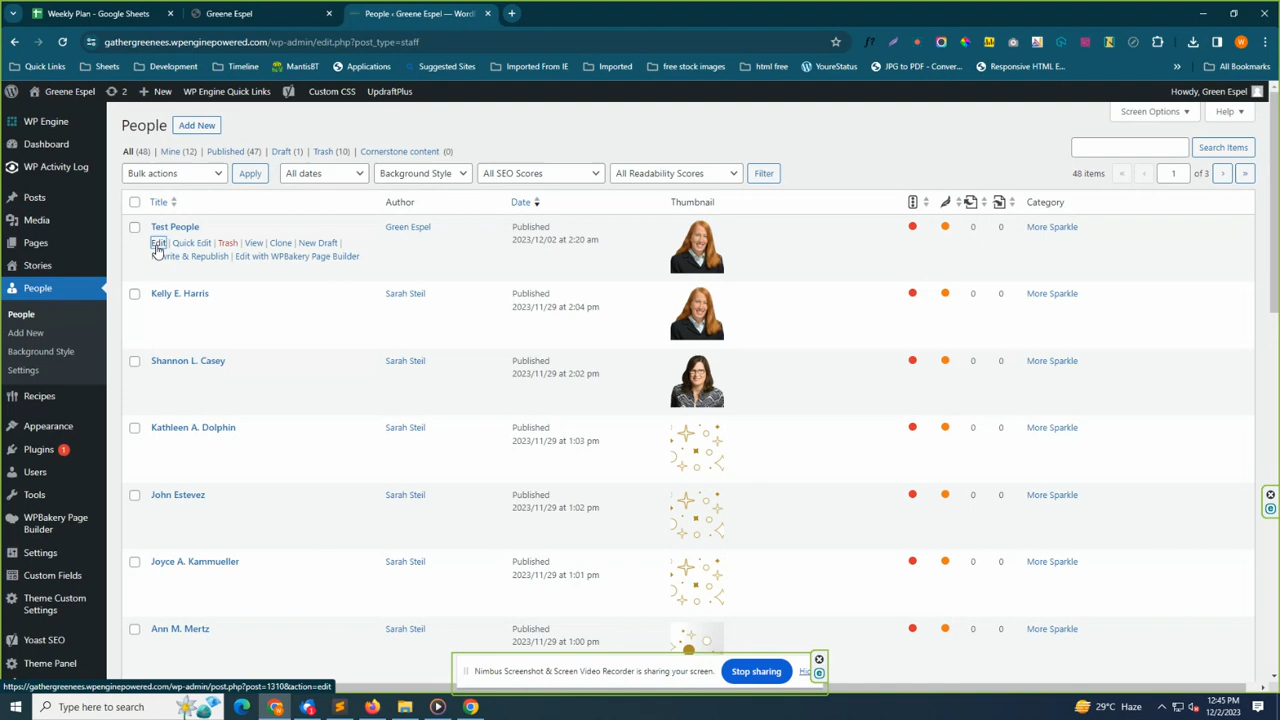 Weekly Plan - Google Sheets
Greene Espel
People ‹ Greene Espel — WordPr
gathergreenees.wpenginepowered.com/wp-admin/edit.php?post_type=staff
Quick Links
Sheets
Development
Timeline
MantisBT
Applications
Suggested Sites
Imported From IE
Imported
free stock images
html free
YoureStatus
JPG to PDF - Conver...
Responsive HTML E...
All Bookmarks
Greene Espel
2
New
WP Engine Quick Links
Custom CSS
UpdraftPlus
Howdy, Green Espel
WP Engine
Dashboard
WP Activity Log
Posts
Media
Pages
Stories
People
People
Add New
Background Style
Settings
Recipes
Appearance
Plugins 1
Users
Tools
WPBakery Page
Builder
Settings
Custom Fields
Theme Custom
Settings
Yoast SEO
Theme Panel
Screen Options
Help
People
Add New
All (48) | Mine (12) | Published (47) | Draft (1) | Trash (10) | Cornerstone content (0)
Search Items
Bulk actions
Apply
All dates
Background Style
All SEO Scores
All Readability Scores
Filter
48 items
« ‹ 1 of 3 › »
Title Author Date Thumbnail Category
Test People Green Espel Published 0 0 More Sparkle
2023/12/02 at 2:20 am
Edit | Quick Edit | Trash | View | Clone | New Draft |
Rewrite & Republish | Edit with WPBakery Page Builder
Kelly E. Harris Sarah Steil Published 0 0 More Sparkle
2023/11/29 at 2:04 pm
Shannon L. Casey Sarah Steil Published 0 0 More Sparkle
2023/11/29 at 2:02 pm
Kathleen A. Dolphin Sarah Steil Published 0 0 More Sparkle
2023/11/29 at 1:03 pm
John Estevez Sarah Steil Published 0 0 More Sparkle
2023/11/29 at 1:02 pm
Joyce A. Kammueller Sarah Steil Published 0 0 More Sparkle
2023/11/29 at 1:01 pm
Ann M. Mertz Sarah Steil Published 0 0 More Sparkle
2023/11/29 at 1:00 pm
Nimbus Screenshot & Screen Video Recorder is sharing your screen.
Stop sharing
https://gathergreenees.wpenginepowered.com/wp-admin/post.php?post=1310&action=edit
Type here to search
29°C Haze
12:45 PM
12/2/2023